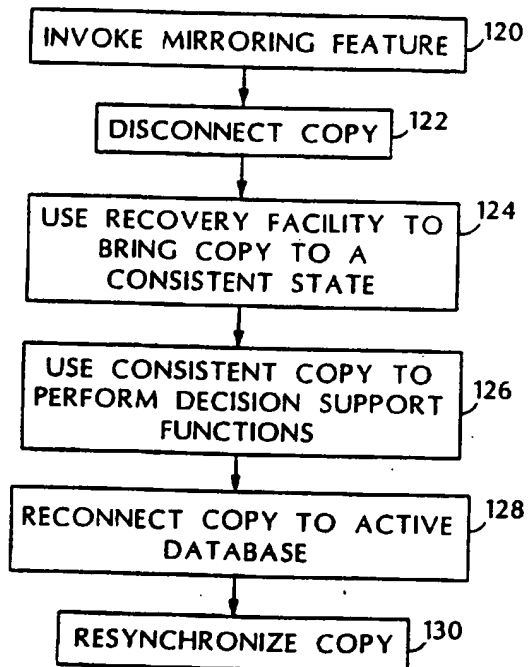 INVOKE MIRRORING FEATURE 120
DISCONNECT COPY 122
USE RECOVERY FACILITY TO 124
BRING COPY TO A
CONSISTENT STATE
USE CONSISTENT COPY TO
PERFORM DECISION SUPPORT 126
FUNCTIONS
RECONNECT COPY TO ACTIVE 128
DATABASE
RESYNCHRONIZE COPY 130